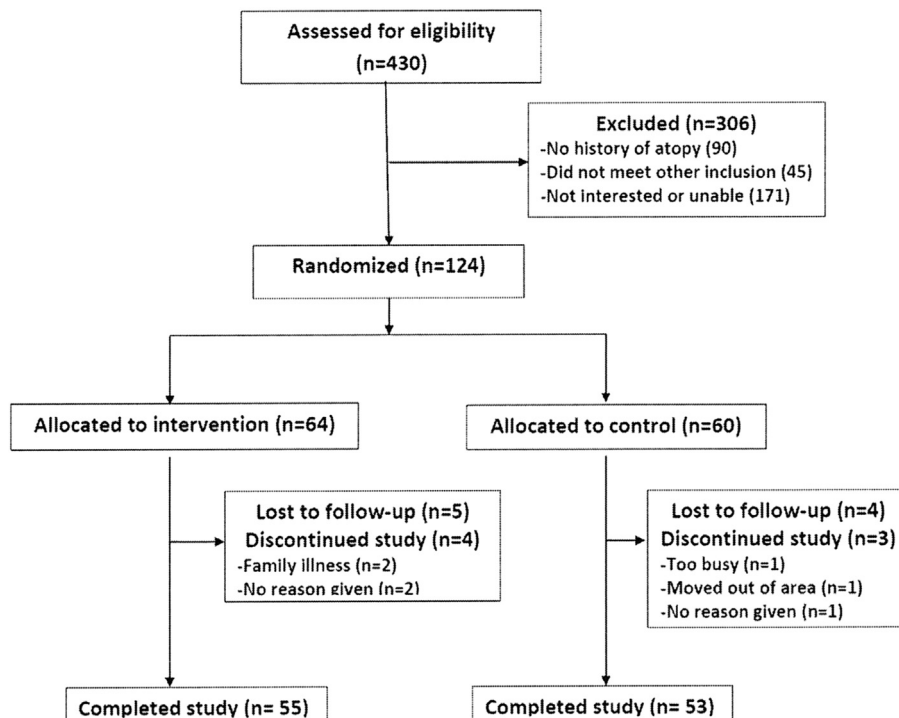 Assessed for eligibility
(n=430)
Excluded (n=306)
-No history of atopy (90)
-Did not meet other inclusion (45)
-Not interested or unable (171)
Randomized (n=124)
Allocated to intervention (n=64)
Allocated to control (n=60)
Lost to follow-up (n=5)
Discontinued study (n=4)
-Family illness (n=2)
-No reason given (n=2)
Lost to follow-up (n=4)
Discontinued study (n=3)
-Too busy (n=1)
-Moved out of area (n=1)
-No reason given (n=1)
Completed study (n= 55)
Completed study (n= 53)